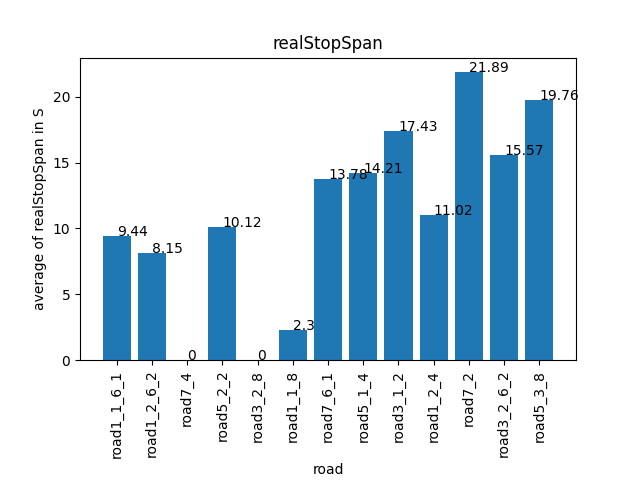 realStopSpan
average of realStopSpan in S
20
15
10
5
0
9.44
8.15
0
10.12
0
2.3
13.78
14.21
17.43
11.02
21.89
15.57
19.76
road1_1_6_1
road1_2_6_2
road7_4
road5_2_2
road3_2_8
road1_1_8
road7_6_1
road5_1_4
road3_1_2
road1_2_4
road7_2
road3_2_6_2
road5_3_8
road